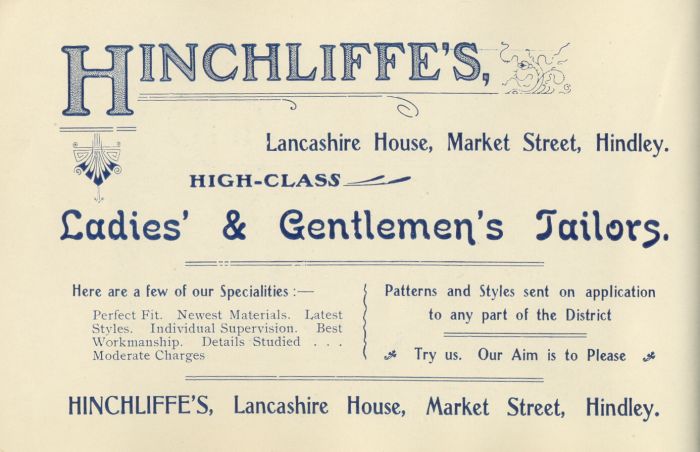 HINCHLIFFE'S,
Lancashire House, Market Street, Hindley.
HIGH-CLASS
Ladies' & Gentlemen's Tailors.
Here are a few of our Specialities :—
Perfect Fit. Newest Materials. Latest
Styles. Individual Supervision. Best
Workmanship. Details Studied . . .
Moderate Charges
Patterns and Styles sent on application
to any part of the District
Try us. Our Aim is to Please
HINCHLIFFE'S, Lancashire House, Market Street, Hindley.